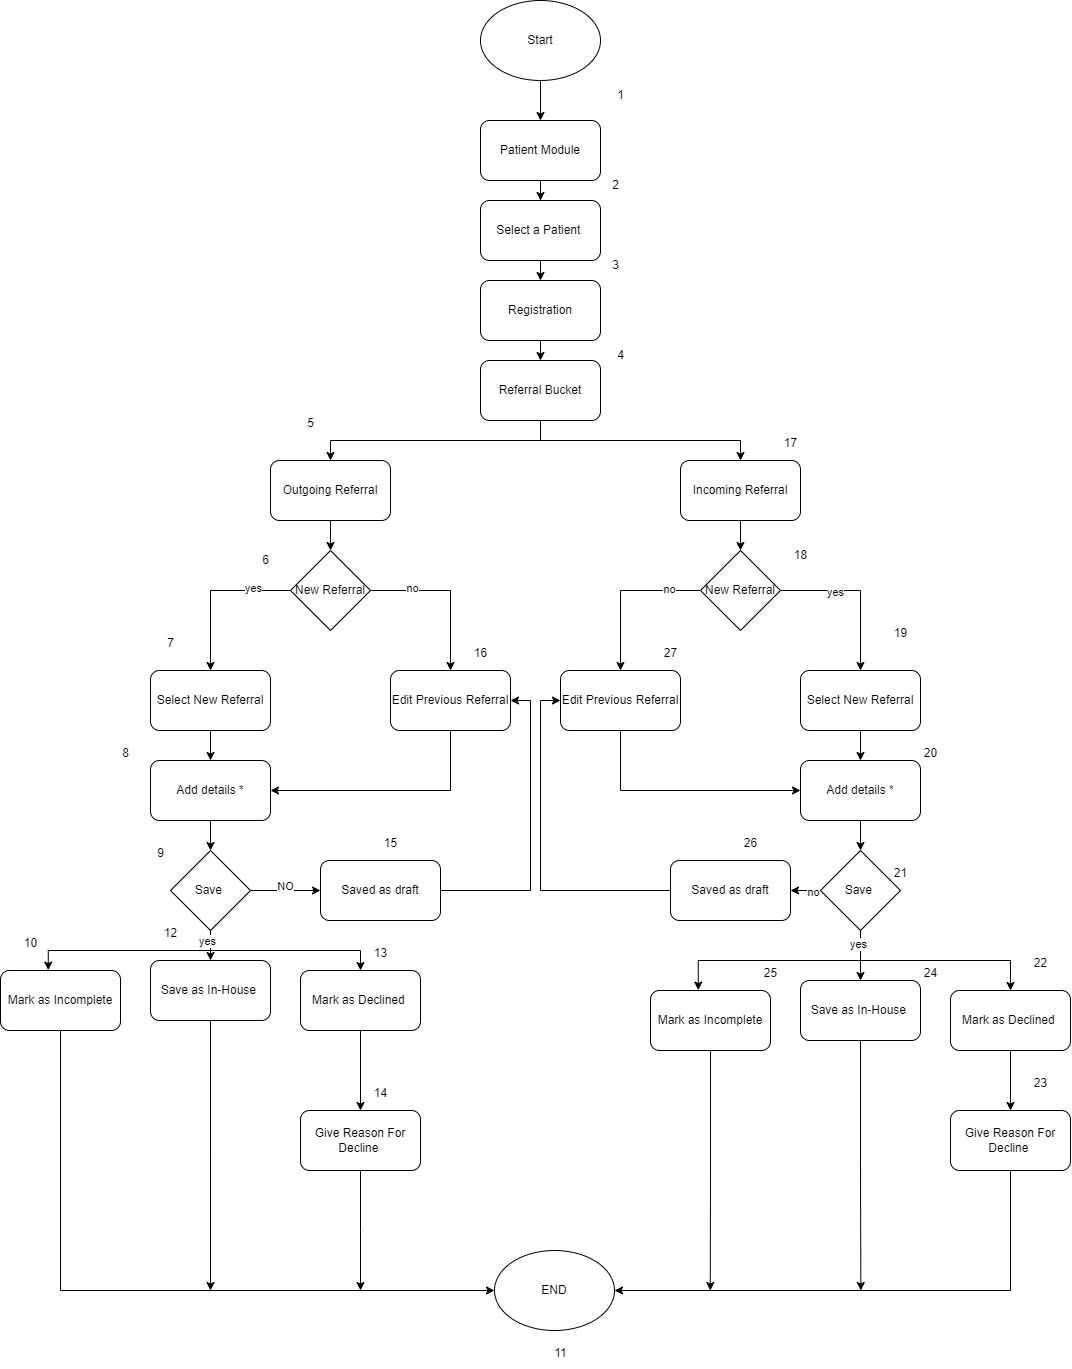 Start
1
Patient Module
2
Select a Patient
3
Registration
4
Referral Bucket
5
17
Outgoing Referral
Incoming Referral
6
18
New Referral
New Referral
yes
no
no
yes
7
16
27
19
Select New Referral
Edit Previous Referral
Edit Previous Referral
Select New Referral
8
20
Add details *
Add details *
9
15
26
21
Save
NO
Saved as draft
Saved as draft
no
Save
10
12
yes
13
yes
25
24
22
Mark as Incomplete
Save as In-House
Mark as Declined
Mark as Incomplete
Save as In-House
Mark as Declined
14
23
Give Reason For
Decline
Give Reason For
Decline
END
11